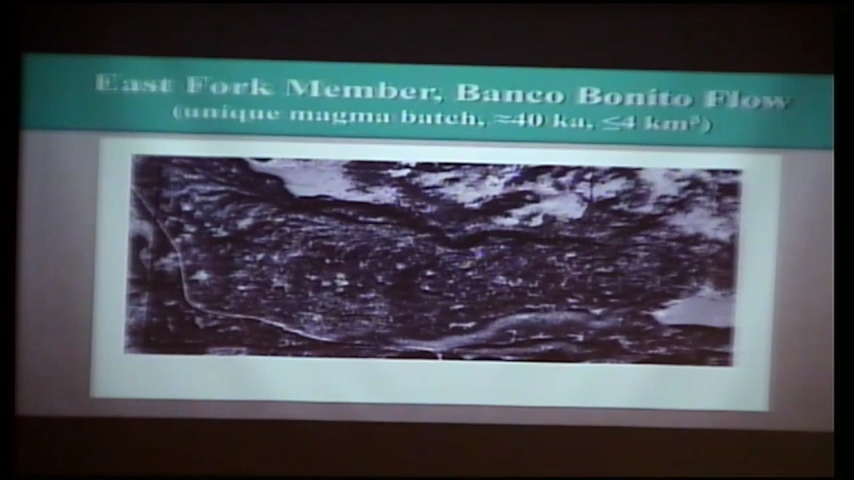 East Fork Member, Banco Bonito Flow
(unique magma batch, ≈40 ka, ≤4 km³)